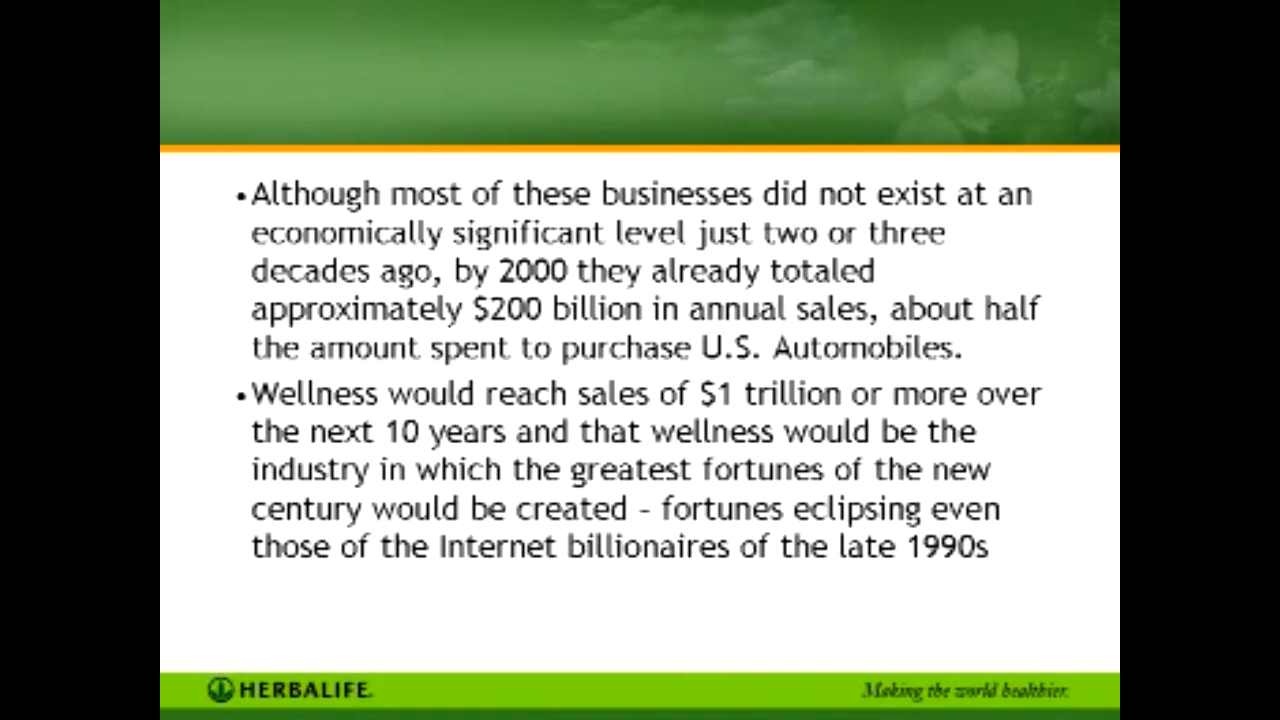 •Although most of these businesses did not exist at an
economically significant level just two or three
decades ago, by 2000 they already totaled
approximately $200 billion in annual sales, about half
the amount spent to purchase U.S. Automobiles.
•Wellness would reach sales of $1 trillion or more over
the next 10 years and that wellness would be the
industry in which the greatest fortunes of the new
century would be created – fortunes eclipsing even
those of the Internet billionaires of the late 1990s
HERBALIFE.
Making the world healthier.